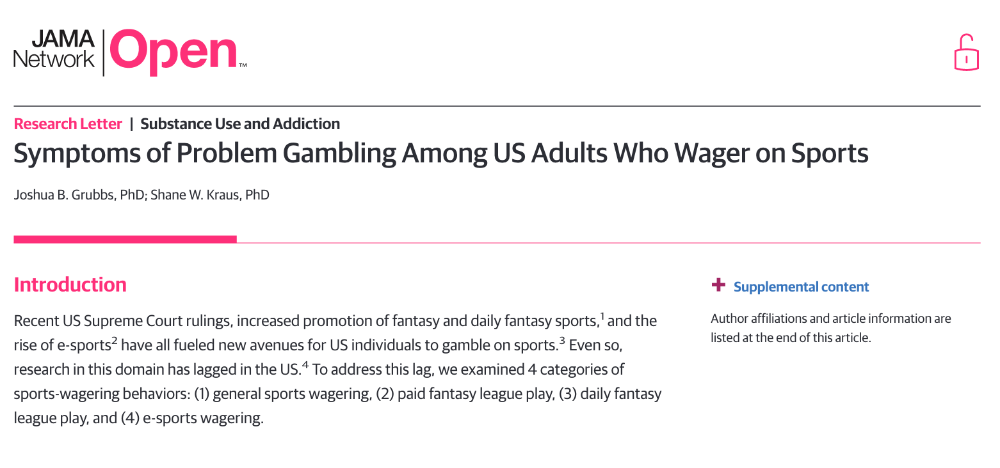 JAMA
Network | Open™
Research Letter | Substance Use and Addiction
Symptoms of Problem Gambling Among US Adults Who Wager on Sports
Joshua B. Grubbs, PhD; Shane W. Kraus, PhD
Introduction
Recent US Supreme Court rulings, increased promotion of fantasy and daily fantasy sports,1 and the
rise of e-sports2 have all fueled new avenues for US individuals to gamble on sports.3 Even so,
research in this domain has lagged in the US.4 To address this lag, we examined 4 categories of
sports-wagering behaviors: (1) general sports wagering, (2) paid fantasy league play, (3) daily fantasy
league play, and (4) e-sports wagering.
+ Supplemental content
Author affiliations and article information are
listed at the end of this article.